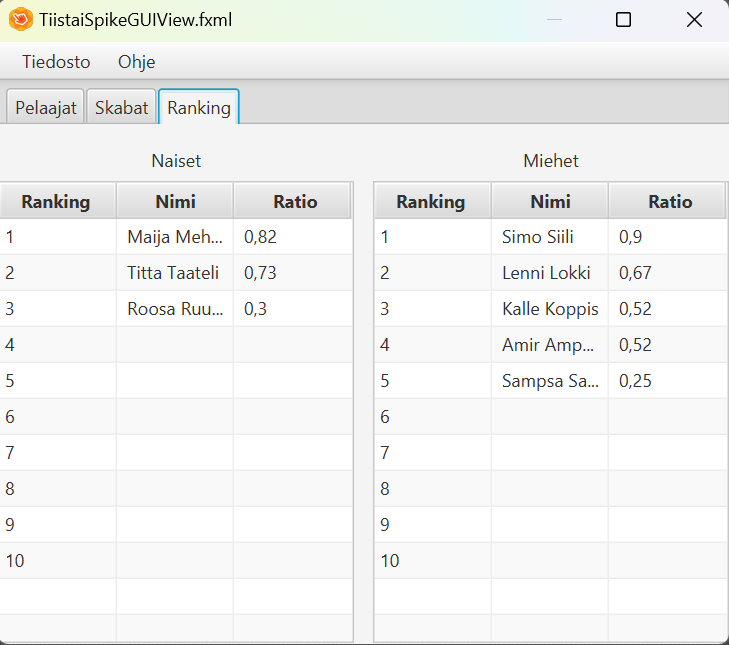 TiistaiSpikeGUIView.fxml
Tiedosto Ohje
Pelaajat Skabat Ranking
Naiset
Ranking Nimi Ratio
1 Maija Meh... 0,82
2 Titta Taateli 0,73
3 Roosa Ruu... 0,3
4
5
6
7
8
9
10
Miehet
Ranking Nimi Ratio
1 Simo Siili 0,9
2 Lenni Lokki 0,67
3 Kalle Koppis 0,52
4 Amir Amp... 0,52
5 Sampsa Sa... 0,25
6
7
8
9
10